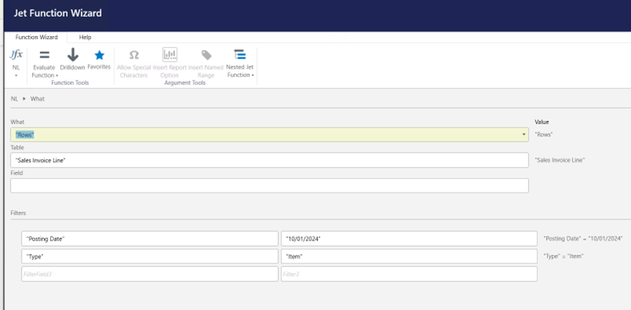 Jet Function Wizard
Function Wizard Help
Jfx
NL
Evaluate
Function
Drilldown
Favorites
Function Tools
Allow Special
Characters
Insert Report
Option
Insert Named
Range
Argument Tools
Nested Jet
Function
NL What
What
"Rows"
Value
"Rows"
Table
"Sales Invoice Line"
"Sales Invoice Line"
Field
Filters
"Posting Date" "10/01/2024" "Posting Date" = "10/01/2024"
"Type" "Item" "Type" = "Item"
FilterField3 Filter3